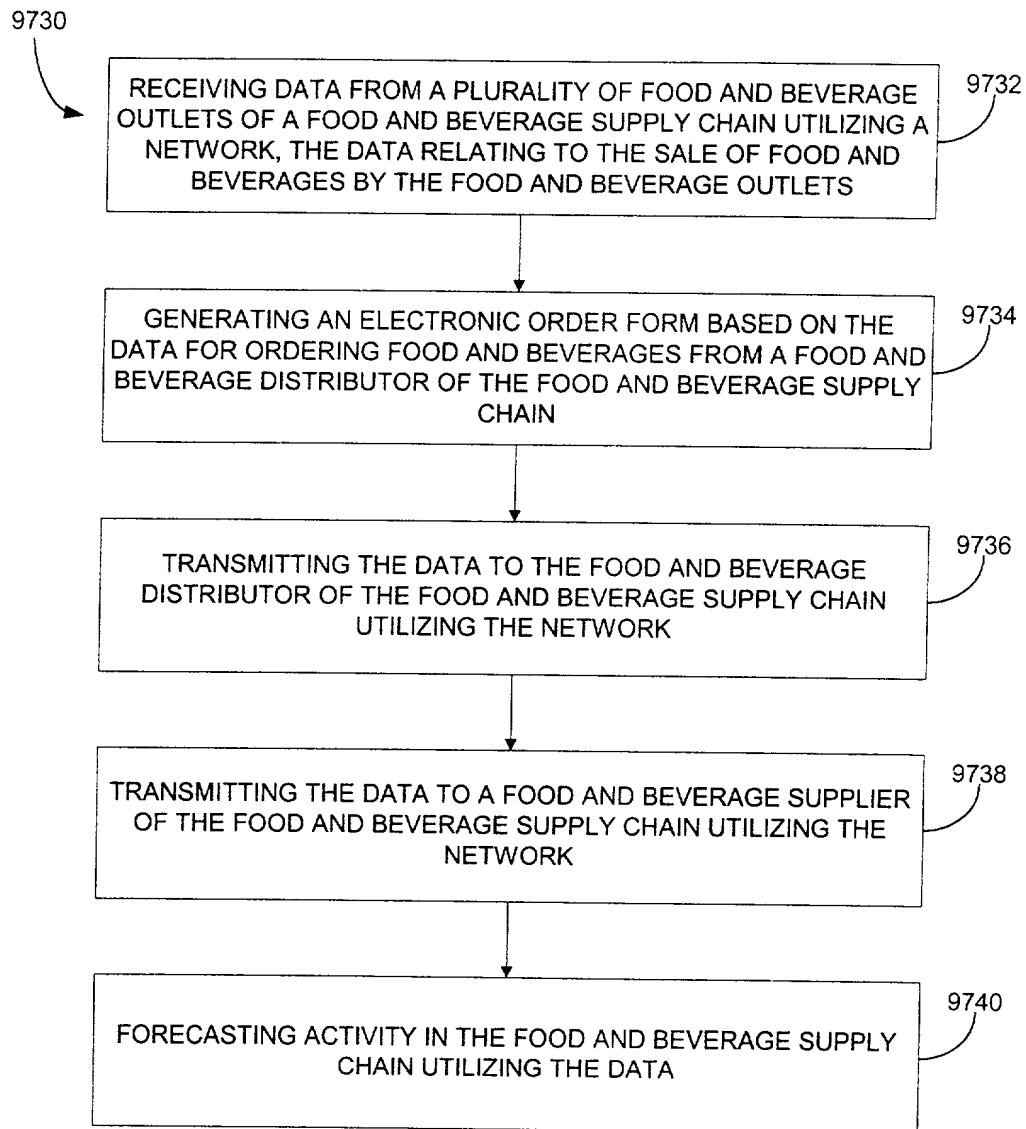 9730
RECEIVING DATA FROM A PLURALITY OF FOOD AND BEVERAGE
OUTLETS OF A FOOD AND BEVERAGE SUPPLY CHAIN UTILIZING A
NETWORK, THE DATA RELATING TO THE SALE OF FOOD AND
BEVERAGES BY THE FOOD AND BEVERAGE OUTLETS
9732
GENERATING AN ELECTRONIC ORDER FORM BASED ON THE
DATA FOR ORDERING FOOD AND BEVERAGES FROM A FOOD AND
BEVERAGE DISTRIBUTOR OF THE FOOD AND BEVERAGE SUPPLY
CHAIN
9734
TRANSMITTING THE DATA TO THE FOOD AND BEVERAGE
DISTRIBUTOR OF THE FOOD AND BEVERAGE SUPPLY CHAIN
UTILIZING THE NETWORK
9736
TRANSMITTING THE DATA TO A FOOD AND BEVERAGE SUPPLIER
OF THE FOOD AND BEVERAGE SUPPLY CHAIN UTILIZING THE
NETWORK
9738
FORECASTING ACTIVITY IN THE FOOD AND BEVERAGE SUPPLY
CHAIN UTILIZING THE DATA
9740